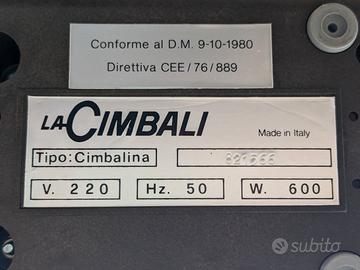 Conforme al D.M. 9-10-1980
Direttiva CEE/76/889
LA CIMBALI
Made in Italy
Tipo: Cimbalina
V. 220 Hz. 50 W. 600
subito